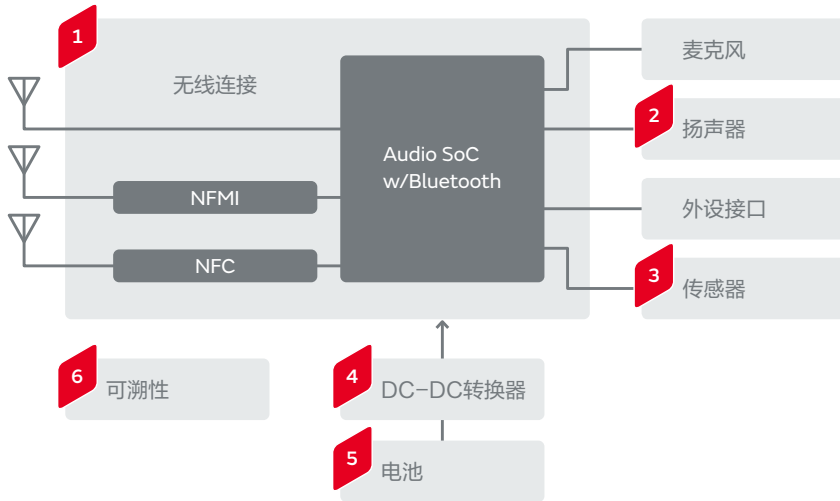 1
无线连接
Audio SoC
w/Bluetooth
NFMI
NFC
麦克风
2
扬声器
外设接口
3
传感器
6
可溯性
4
DC-DC转换器
5
电池